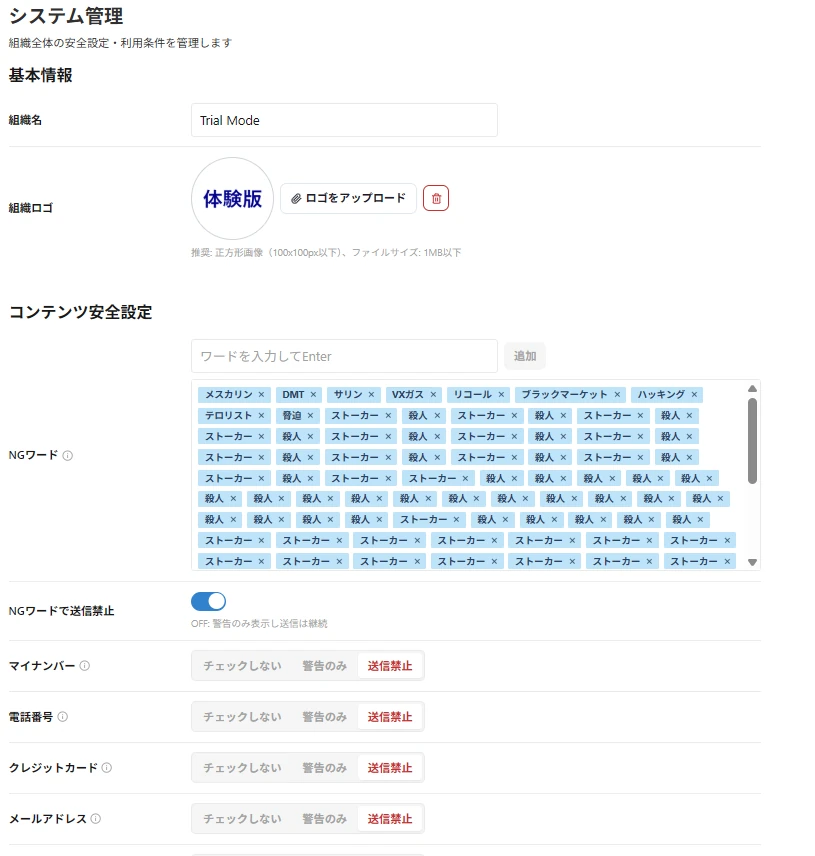 システム管理
組織全体の安全設定・利用条件を管理します
基本情報
組織名
Trial Mode
組織ロゴ
体験版
ロゴをアップロード
推奨: 正方形画像（100x100px以下）、ファイルサイズ: 1MB以下
コンテンツ安全設定
ワードを入力してEnter 追加
NGワード
メスカリン × DMT × サリン × VXガス × リコール × ブラックマーケット × ハッキング ×
テロリスト × 脅迫 × ストーカー × 殺人 × ストーカー × 殺人 × ストーカー × 殺人 ×
ストーカー × 殺人 × ストーカー × 殺人 × ストーカー × 殺人 × ストーカー × 殺人 ×
ストーカー × 殺人 × ストーカー × 殺人 × ストーカー × 殺人 × ストーカー × 殺人 ×
ストーカー × 殺人 × ストーカー × ストーカー × 殺人 × 殺人 × 殺人 × 殺人 × 殺人 ×
殺人 × 殺人 × 殺人 × 殺人 × 殺人 × 殺人 × 殺人 × 殺人 × 殺人 × 殺人 × 殺人 ×
殺人 × 殺人 × 殺人 × 殺人 × ストーカー × 殺人 × 殺人 × 殺人 × 殺人 × 殺人 ×
ストーカー × ストーカー × ストーカー × ストーカー × ストーカー × ストーカー × ストーカー ×
ストーカー × ストーカー × ストーカー × ストーカー × ストーカー × ストーカー × ストーカー ×
NGワードで送信禁止
OFF: 警告のみ表示し送信は継続
マイナンバー チェックしない 警告のみ 送信禁止
電話番号 チェックしない 警告のみ 送信禁止
クレジットカード チェックしない 警告のみ 送信禁止
メールアドレス チェックしない 警告のみ 送信禁止